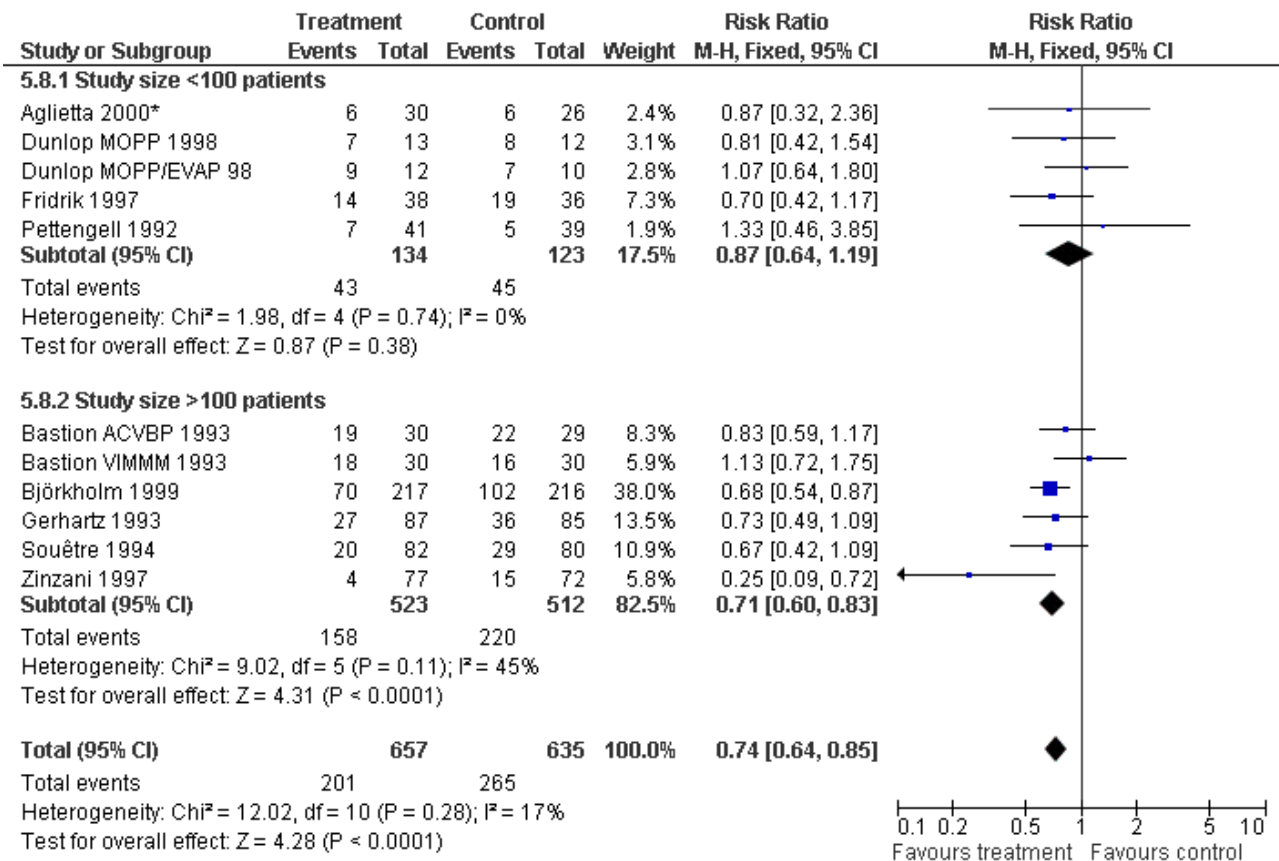 Treatment Control Risk Ratio Risk Ratio
Study or Subgroup Events Total Events Total Weight M-H, Fixed, 95% CI M-H, Fixed, 95% CI
5.8.1 Study size <100 patients
Aglietta 2000* 6 30 6 26 2.4% 0.87 [0.32, 2.36]
Dunlop MOPP 1998 7 13 8 12 3.1% 0.81 [0.42, 1.54]
Dunlop MOPP/EVAP 98 9 12 7 10 2.8% 1.07 [0.64, 1.80]
Fridrik 1997 14 38 19 36 7.3% 0.70 [0.42, 1.17]
Pettengell 1992 7 41 5 39 1.9% 1.33 [0.46, 3.85]
Subtotal (95% CI) 134 123 17.5% 0.87 [0.64, 1.19]
Total events 43 45
Heterogeneity: Chi² = 1.98, df = 4 (P = 0.74); I² = 0%
Test for overall effect: Z = 0.87 (P = 0.38)
5.8.2 Study size >100 patients
Bastion ACVBP 1993 19 30 22 29 8.3% 0.83 [0.59, 1.17]
Bastion VIMMM 1993 18 30 16 30 5.9% 1.13 [0.72, 1.75]
Björkholm 1999 70 217 102 216 38.0% 0.68 [0.54, 0.87]
Gerhartz 1993 27 87 36 85 13.5% 0.73 [0.49, 1.09]
Souêtre 1994 20 82 29 80 10.9% 0.67 [0.42, 1.09]
Zinzani 1997 4 77 15 72 5.8% 0.25 [0.09, 0.72]
Subtotal (95% CI) 523 512 82.5% 0.71 [0.60, 0.83]
Total events 158 220
Heterogeneity: Chi² = 9.02, df = 5 (P = 0.11); I² = 45%
Test for overall effect: Z = 4.31 (P < 0.0001)
Total (95% CI) 657 635 100.0% 0.74 [0.64, 0.85]
Total events 201 265
Heterogeneity: Chi² = 12.02, df = 10 (P = 0.28); I² = 17%
Test for overall effect: Z = 4.28 (P < 0.0001)
0.1 0.2 0.5 1 2 5 10
Favours treatment Favours control